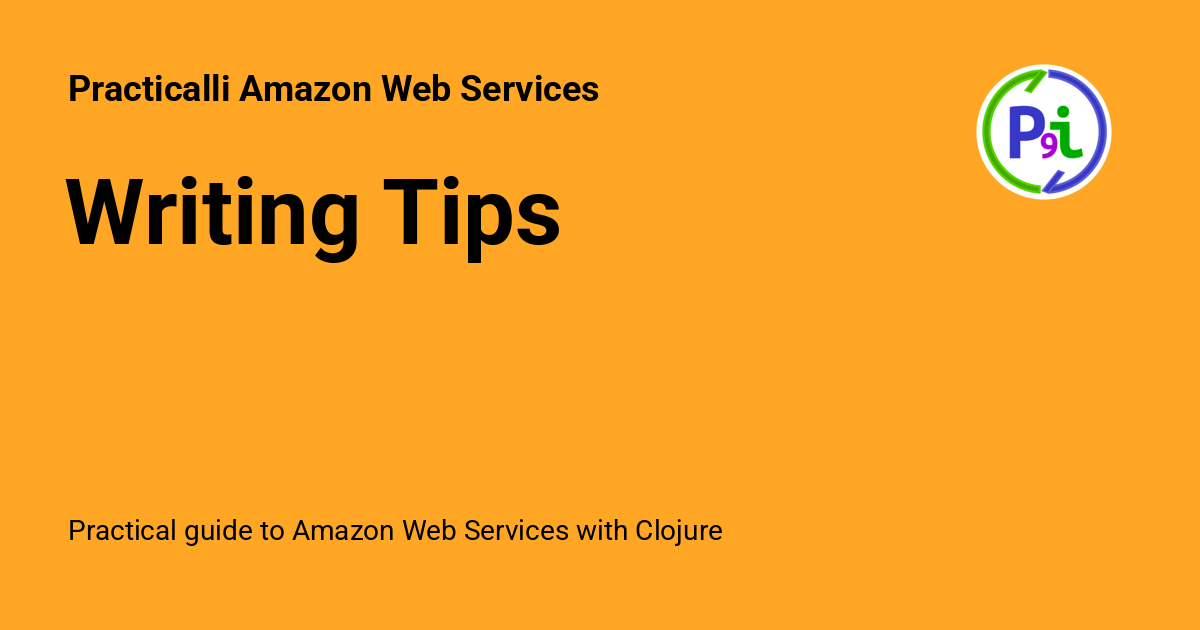 Practicalli Amazon Web Services
P9i
Writing Tips
Practical guide to Amazon Web Services with Clojure